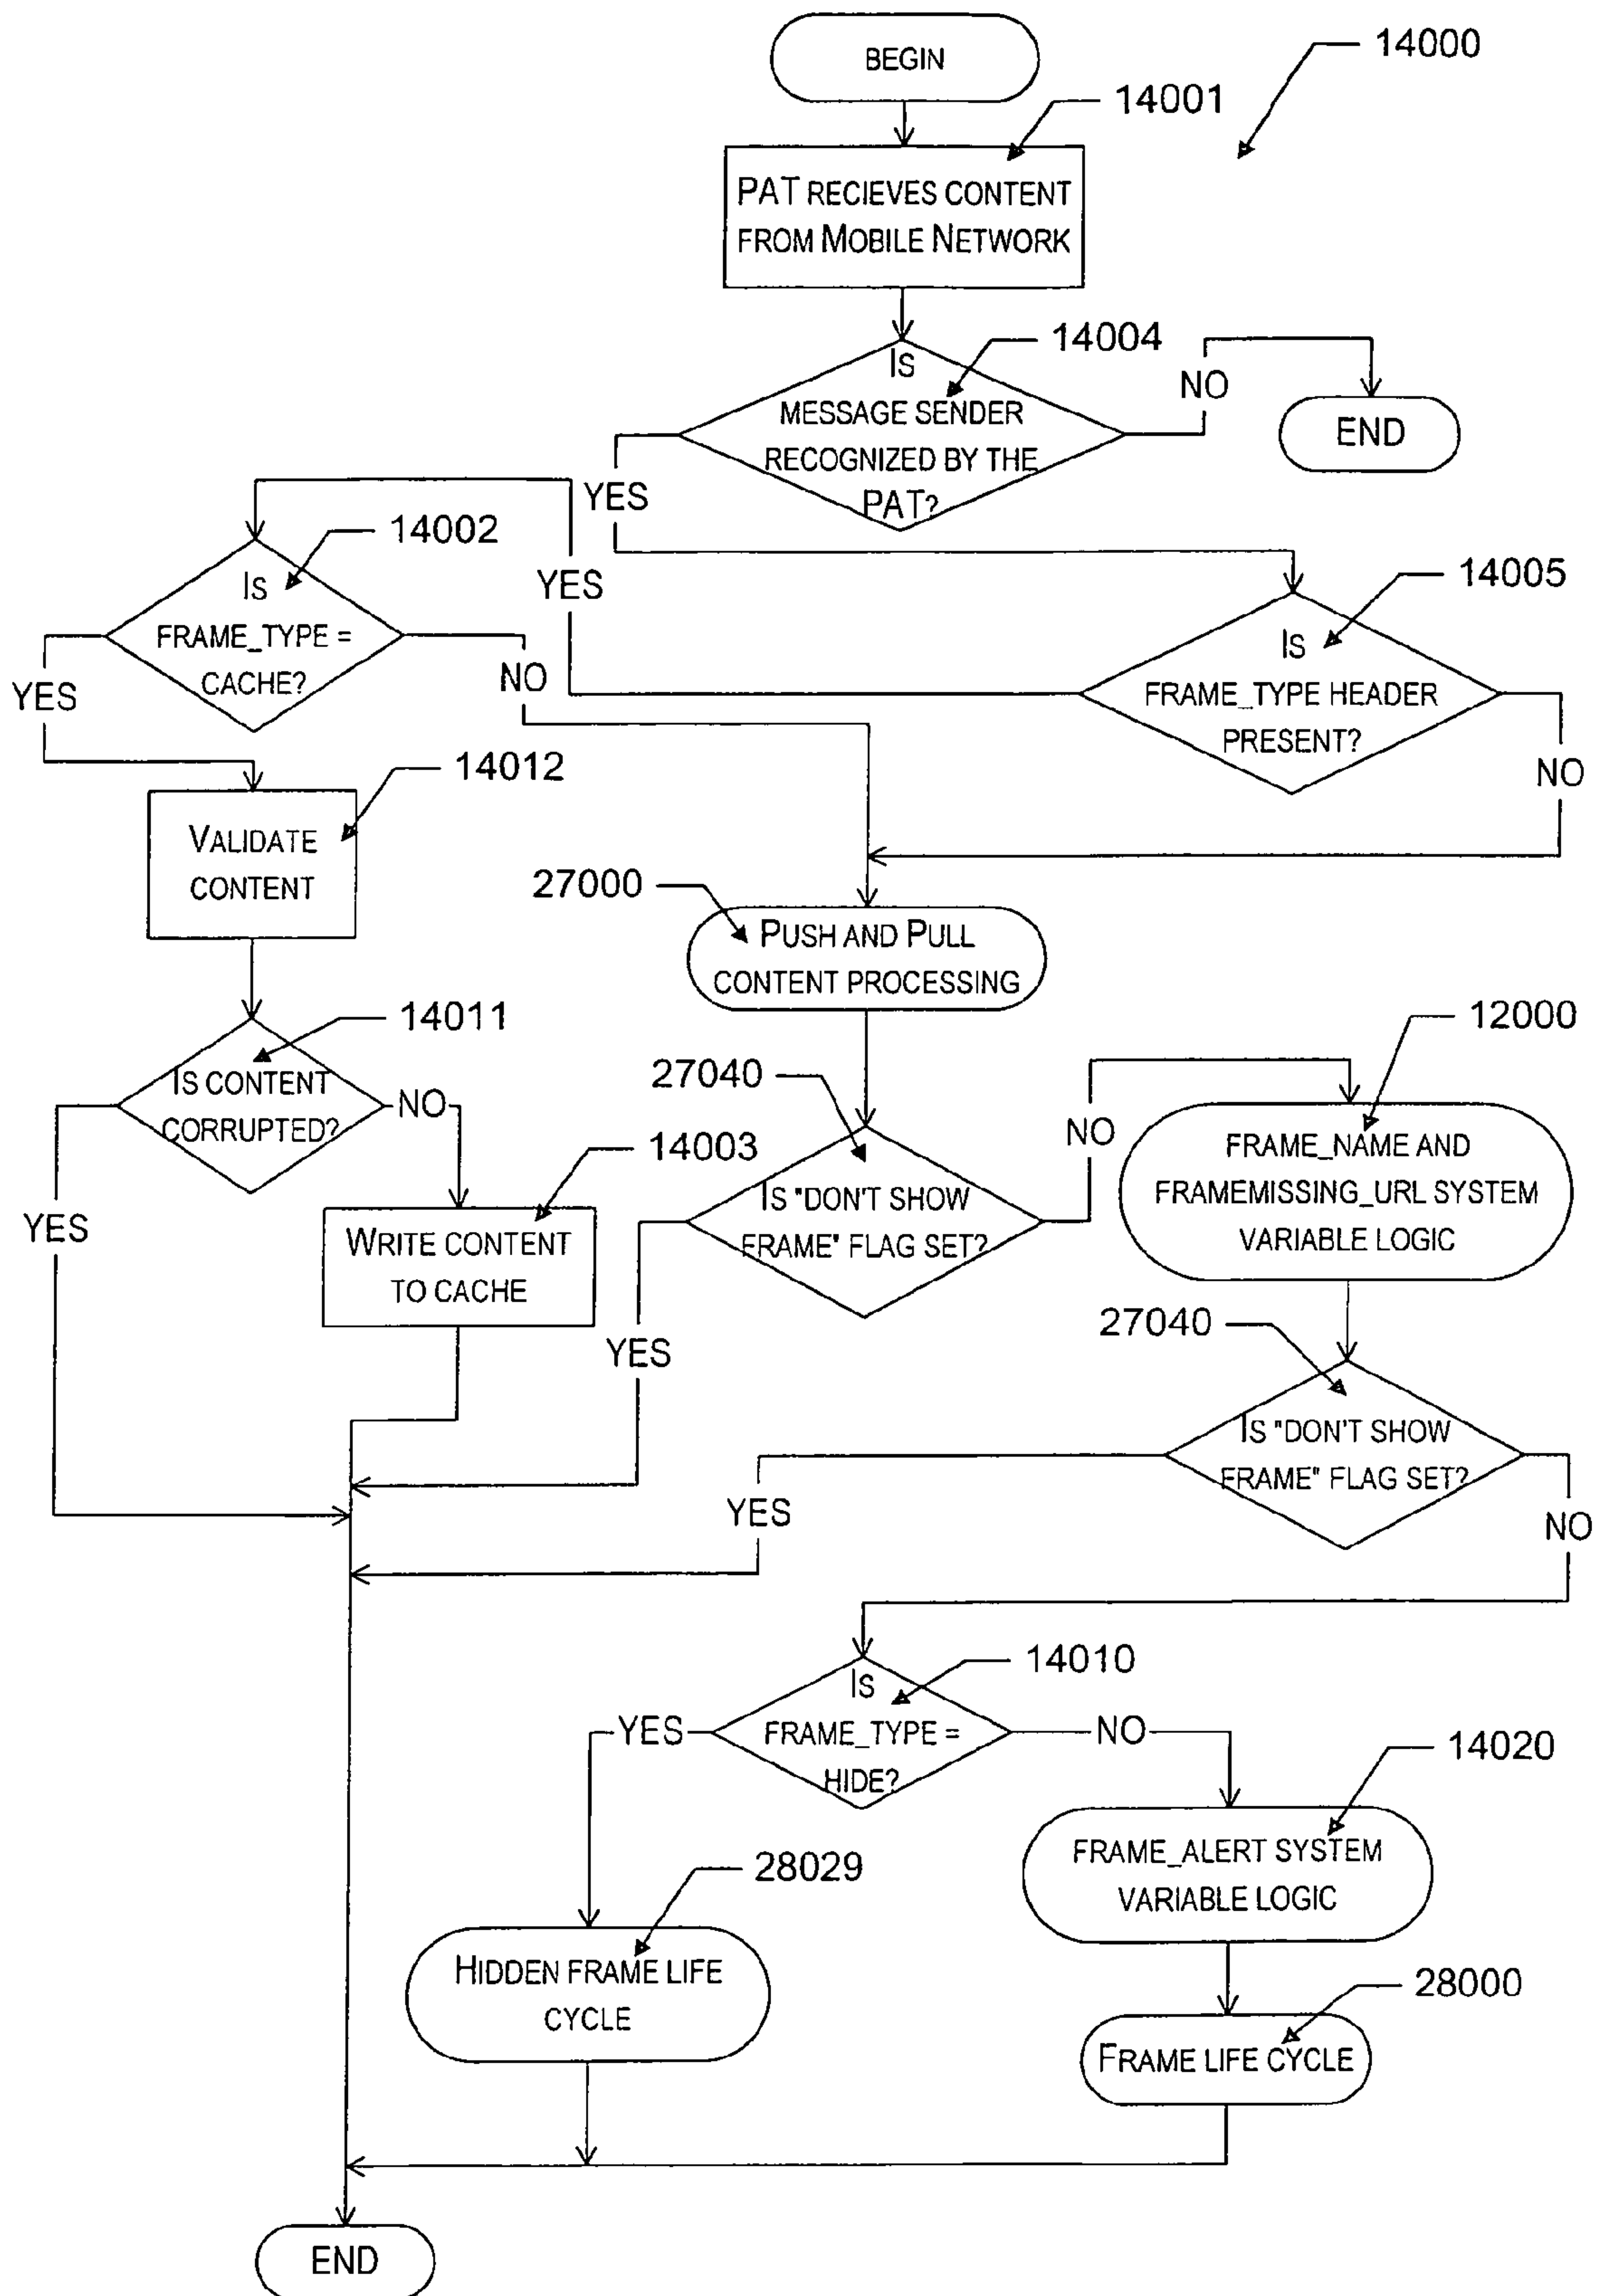 BEGIN
14000
14001
PAT RECIEVES CONTENT
FROM MOBILE NETWORK
14004
IS
MESSAGE SENDER
RECOGNIZED BY THE
PAT?
NO
END
YES
14002
IS
FRAME_TYPE =
CACHE?
YES
NO
YES
14005
IS
FRAME_TYPE HEADER
PRESENT?
NO
14012
VALIDATE
CONTENT
27000
PUSH AND PULL
CONTENT PROCESSING
14011
IS CONTENT
CORRUPTED?
NO
YES
14003
WRITE CONTENT
TO CACHE
27040
IS "DON'T SHOW
FRAME" FLAG SET?
NO
YES
12000
FRAME_NAME AND
FRAMEMISSING_URL SYSTEM
VARIABLE LOGIC
27040
IS "DON'T SHOW
FRAME" FLAG SET?
YES
NO
14010
IS
FRAME_TYPE =
HIDE?
YES
NO
14020
FRAME_ALERT SYSTEM
VARIABLE LOGIC
28029
HIDDEN FRAME LIFE
CYCLE
28000
FRAME LIFE CYCLE
END